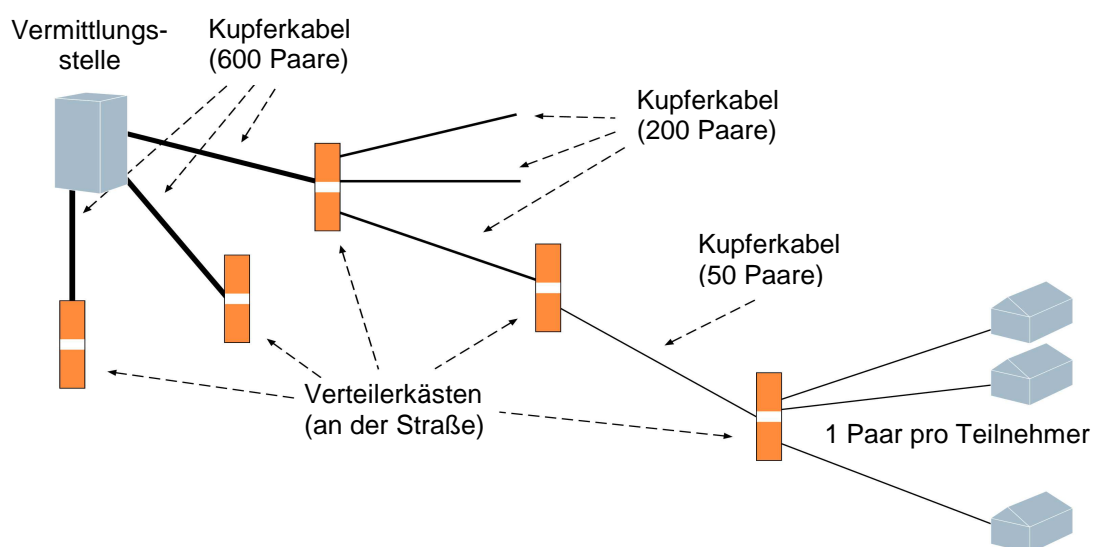 Vermittlungs-
stelle
Kupferkabel
(600 Paare)
Kupferkabel
(200 Paare)
Kupferkabel
(50 Paare)
Verteilerkästen
(an der Straße)
1 Paar pro Teilnehmer